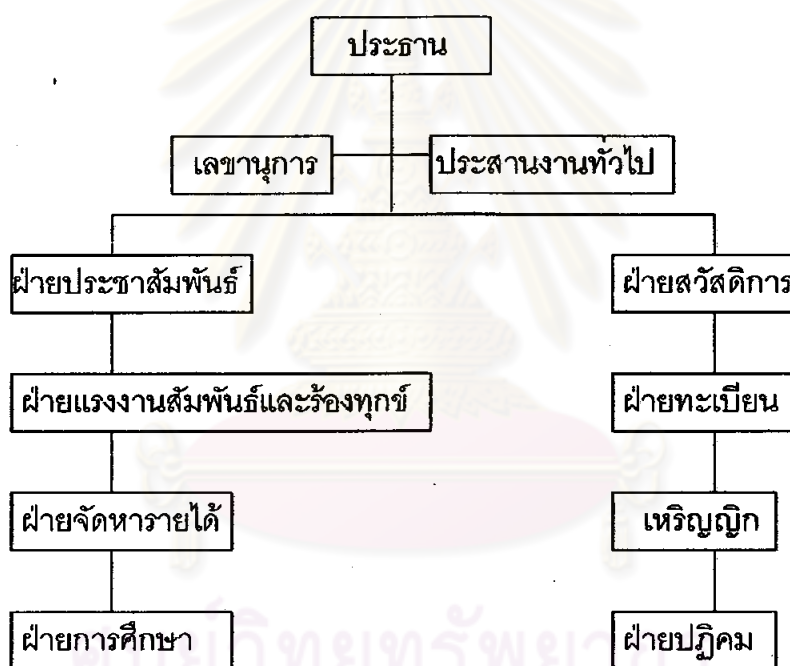 ประธาน
เลขานุการ ประสานงานทั่วไป
ฝ่ายประชาสัมพันธ์ ฝ่ายสวัสดิการ
ฝ่ายแรงงานสัมพันธ์และร้องทุกข์ ฝ่ายทะเบียน
ฝ่ายจัดหารายได้ เหริญญิก
ฝ่ายการศึกษา ฝ่ายปฏิคม